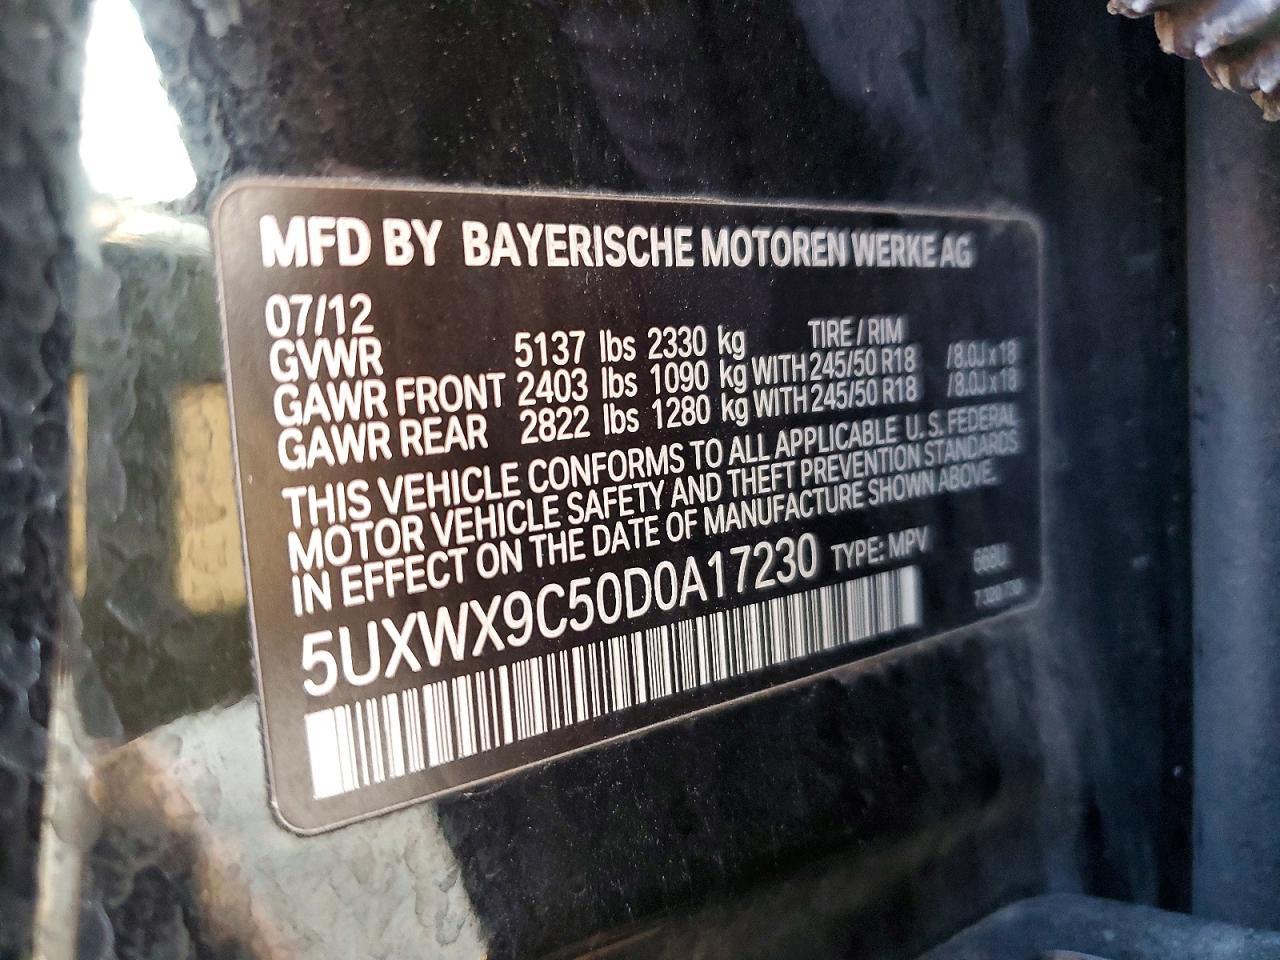 MFD BY BAYERISCHE MOTOREN WERKE AG
07/12 TIRE / RIM
GVWR 5137 lbs 2330 kg
GAWR FRONT 2403 lbs 1090 kg WITH 245/50 R18 /8.0J x 18
GAWR REAR 2822 lbs 1280 kg WITH 245/50 R18 /8.0J x 18
THIS VEHICLE CONFORMS TO ALL APPLICABLE U. S. FEDERAL
MOTOR VEHICLE SAFETY AND THEFT PREVENTION STANDARDS
IN EFFECT ON THE DATE OF MANUFACTURE SHOWN ABOVE.
5UXWX9C50D0A17230 TYPE: MPV